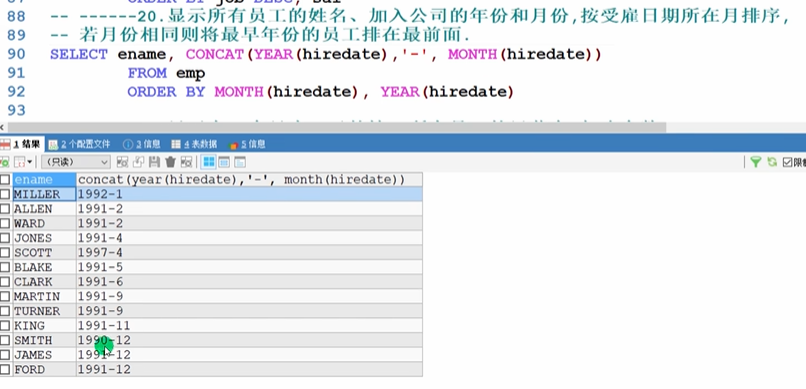 88 -- ------20.显示所有员工的姓名、加入公司的年份和月份,按受雇日期所在月排序,
89 -- 若月份相同则将最早年份的员工排在最前面.
90 SELECT ename, CONCAT(YEAR(hiredate),'-', MONTH(hiredate))
91 FROM emp
92 ORDER BY MONTH(hiredate), YEAR(hiredate)
93
1 结果 2 个配置文件 3 信息 4 表数据 5 信息
(只读)
ename concat(year(hiredate),'-', month(hiredate))
MILLER 1992-1
ALLEN 1991-2
WARD 1991-2
JONES 1991-4
SCOTT 1997-4
BLAKE 1991-5
CLARK 1991-6
MARTIN 1991-9
TURNER 1991-9
KING 1991-11
SMITH 1990-12
JAMES 1991-12
FORD 1991-12